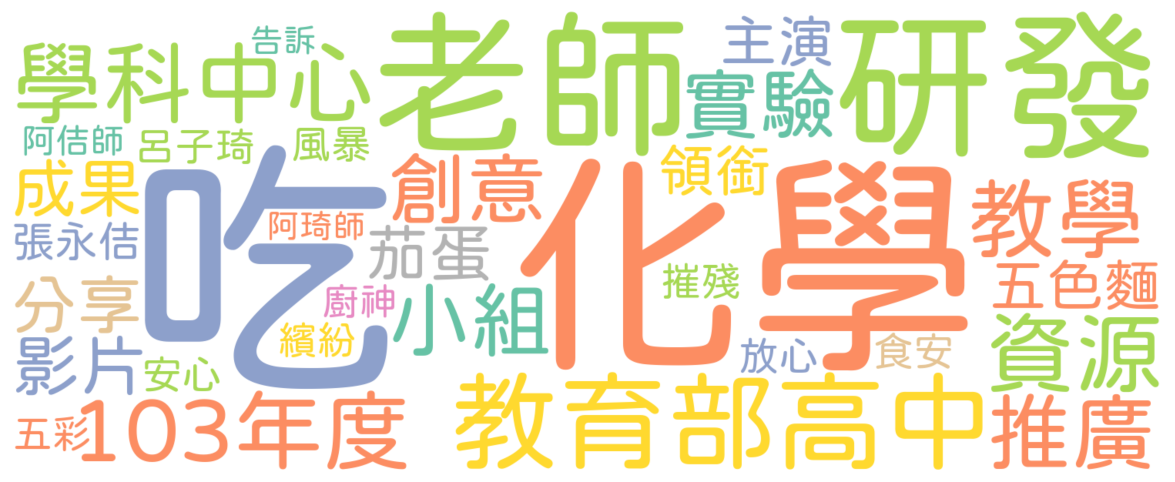 告訴
主演
學科中心
老師
研發
實驗
阿佶師
呂子琦
風暴
成果
吃
創意
化學
領銜
教學
張永佶
阿琦師
茄蛋
分享
廚神
小組
摧殘
五色麵
繽紛
影片
安心
放心
食安
資源
五彩
103年度
教育部高中
推廣